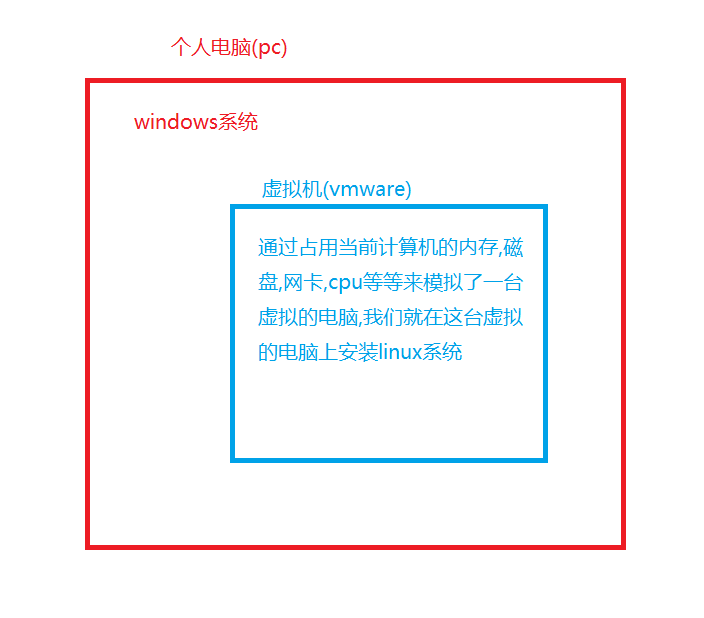 个人电脑(pc)
windows系统
虚拟机(vmware)
通过占用当前计算机的内存,磁
盘,网卡,cpu等等来模拟了一台
虚拟的电脑,我们就在这台虚拟
的电脑上安装linux系统